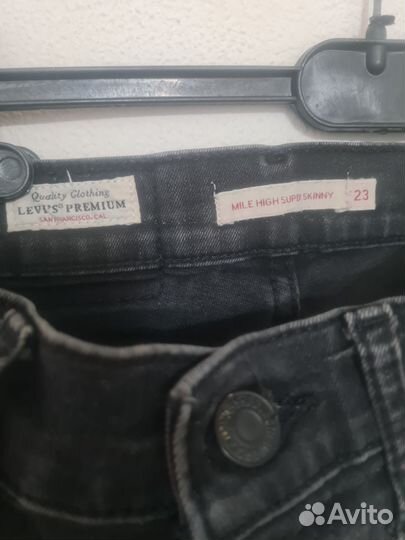 Quality Clothing
LEVI'S® PREMIUM
SAN FRANCISCO, CAL
MILE HIGH SUPER SKINNY
23
Avito